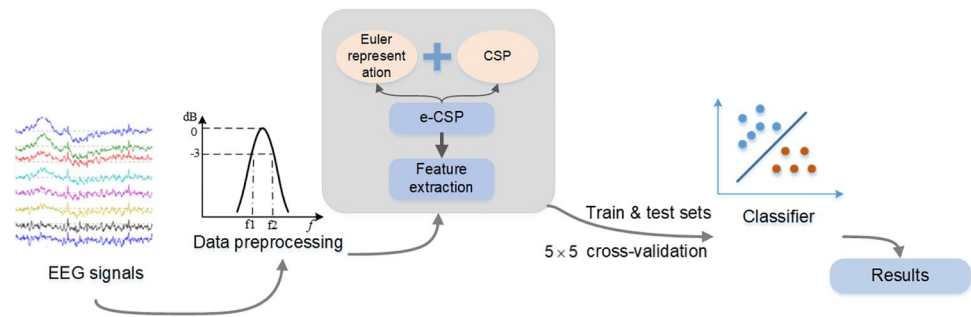 EEG signals
dB
0
-3
f1
f2
f
Data preprocessing
Euler
represent
ation
CSP
e-CSP
Feature
extraction
Train & test sets
5×5 cross-validation
Classifier
Results